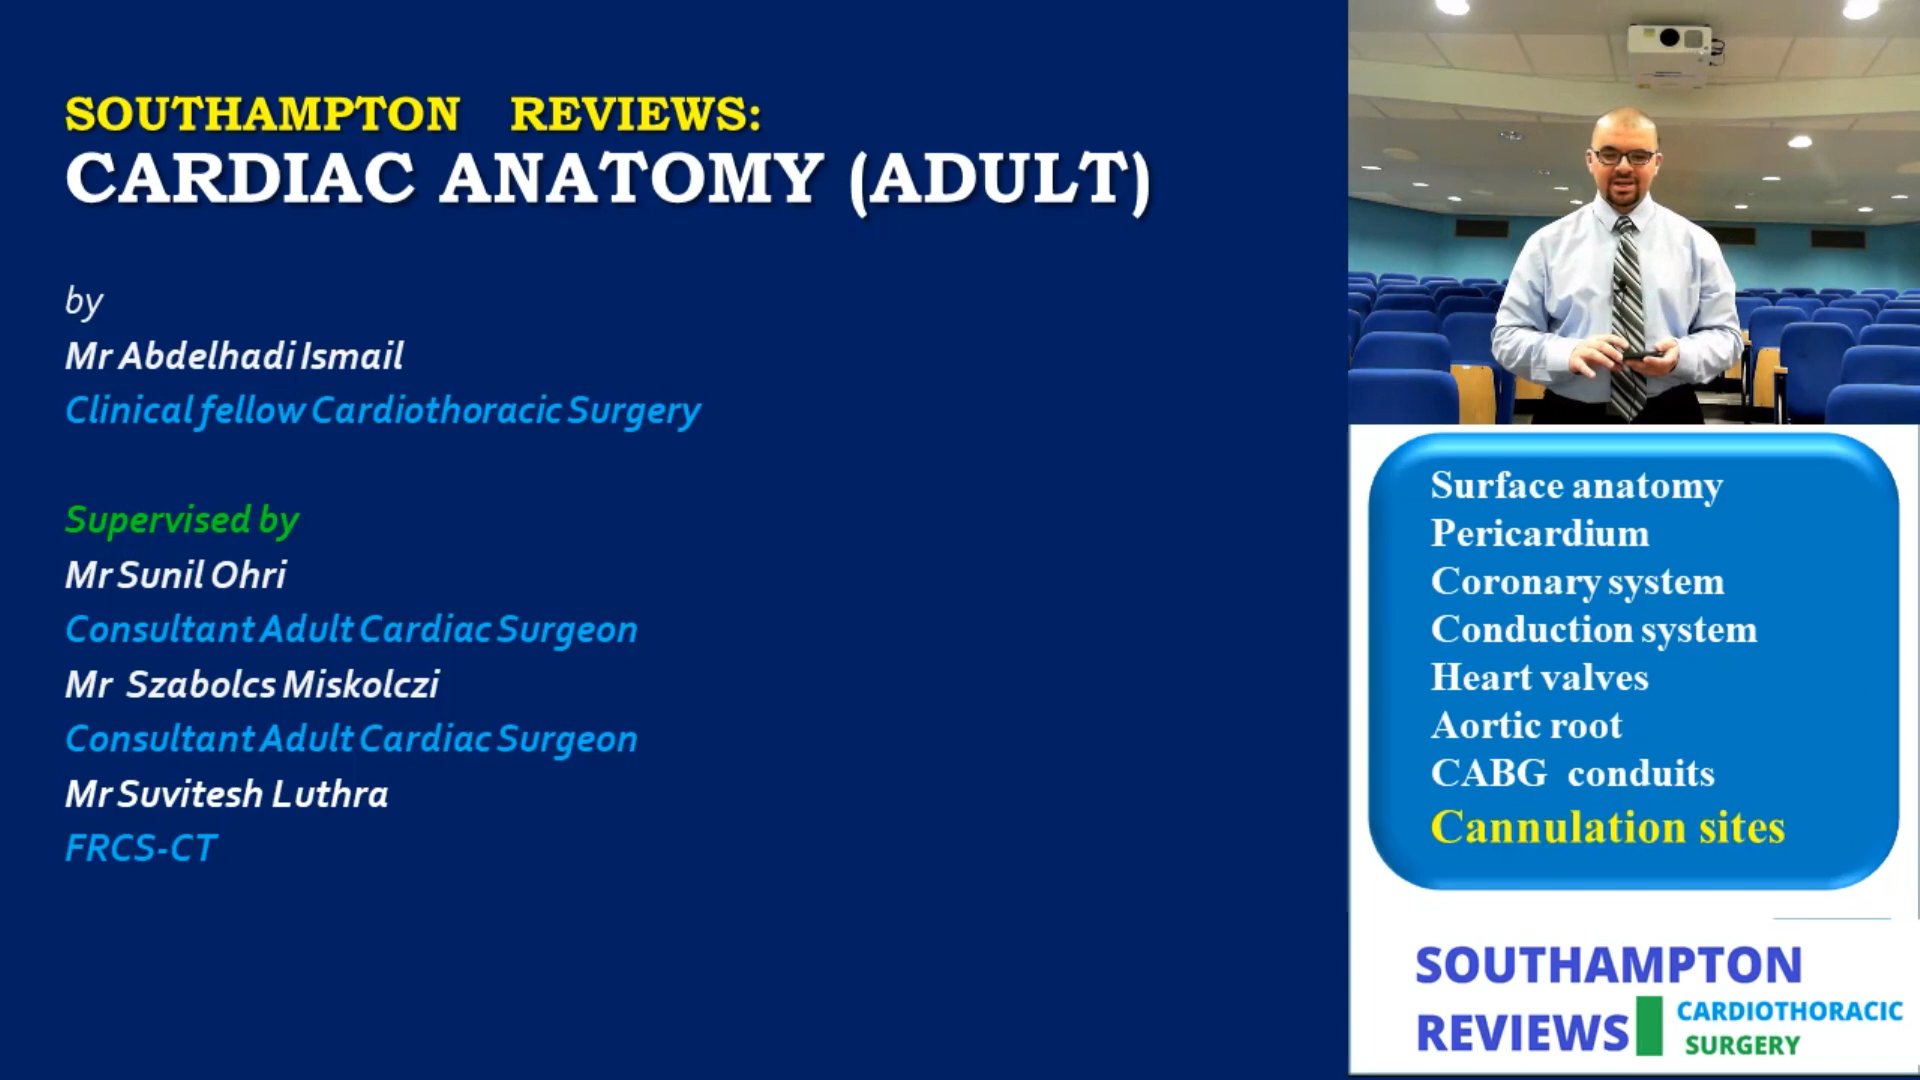 SOUTHAMPTON REVIEWS:
CARDIAC ANATOMY (ADULT)
by
Mr Abdelhadi Ismail
Clinical fellow Cardiothoracic Surgery
Supervised by
Mr Sunil Ohri
Consultant Adult Cardiac Surgeon
Mr Szabolcs Miskolczi
Consultant Adult Cardiac Surgeon
Mr Suvitesh Luthra
FRCS-CT
Surface anatomy
Pericardium
Coronary system
Conduction system
Heart valves
Aortic root
CABG conduits
Cannulation sites
SOUTHAMPTON
REVIEWS
CARDIOTHORACIC
SURGERY